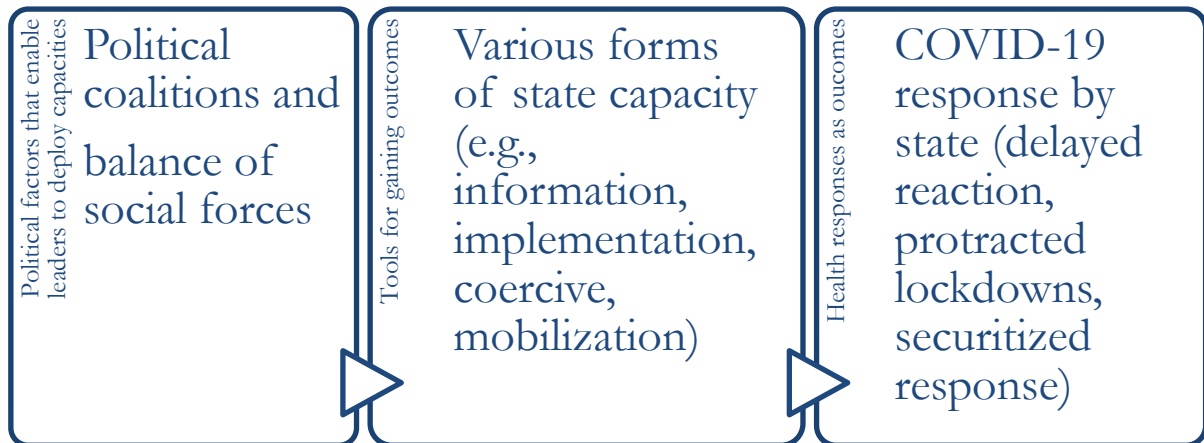 Political factors that enable
leaders to deploy capacities
Political
coalitions and
balance of
social forces
Tools for gaining outcomes
Various forms
of state capacity
(e.g.,
information,
implementation,
coercive,
mobilization)
Health responses as oucomes
COVID-19
response by
state (delayed
reaction,
protracted
lockdowns,
securitized
response)